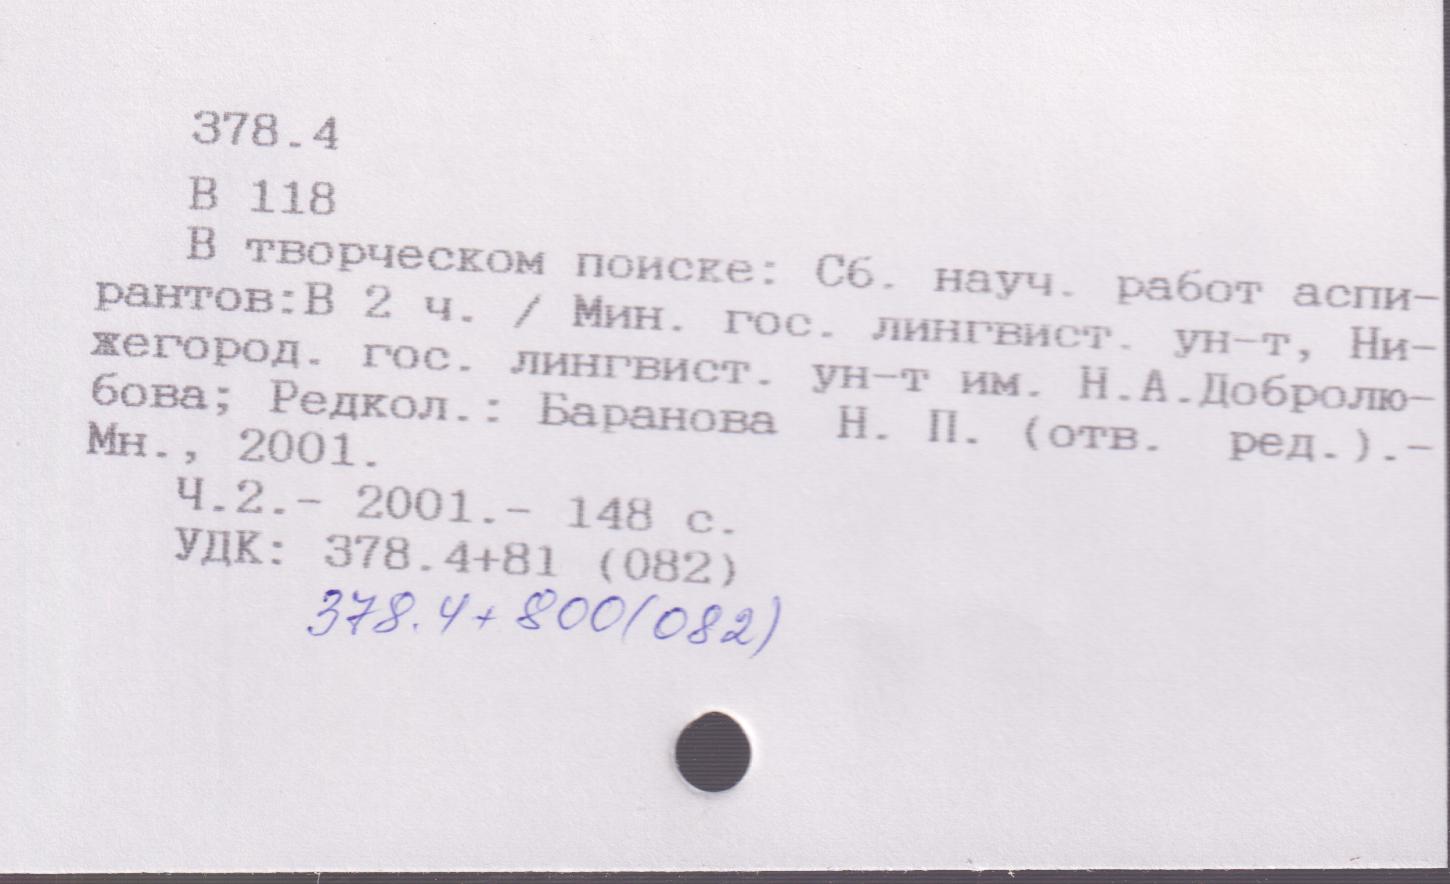 378.4
В 118
В творческом поиске: Сб. науч. работ аспи-
рантов:В 2 ч. / Мин. гос. лингвист. ун-т, Ни-
жегород. гос. лингвист. ун-т им. Н.А.Добролю-
бова; Редкол.: Баранова Н. П. (отв. ред.).-
Мн., 2001.
Ч.2.- 2001.- 148 с.
УДК: 378.4+81 (082)
378.4+800(082)